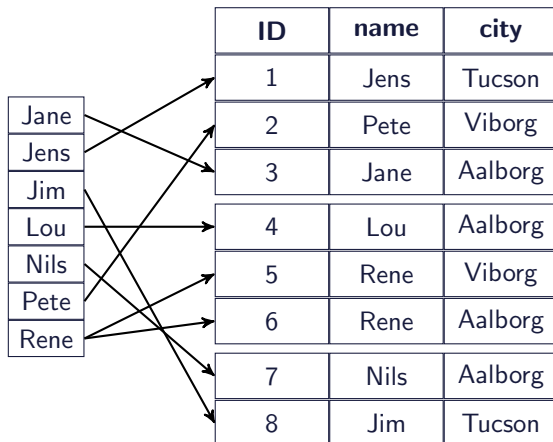 ID name city
1 Jens Tucson
2 Pete Viborg
3 Jane Aalborg
4 Lou Aalborg
5 Rene Viborg
6 Rene Aalborg
7 Nils Aalborg
8 Jim Tucson
Jane
Jens
Jim
Lou
Nils
Pete
Rene